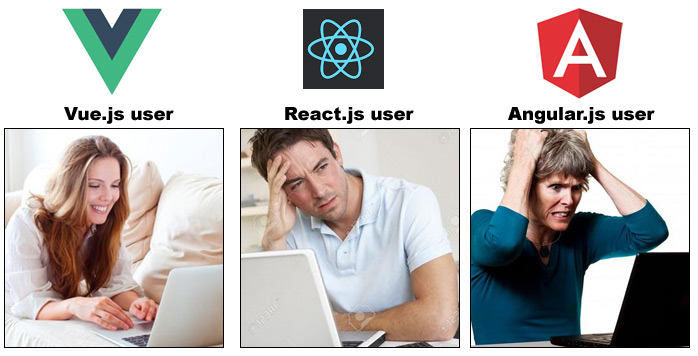 A
Vue.js user
React.js user
Angular.js user